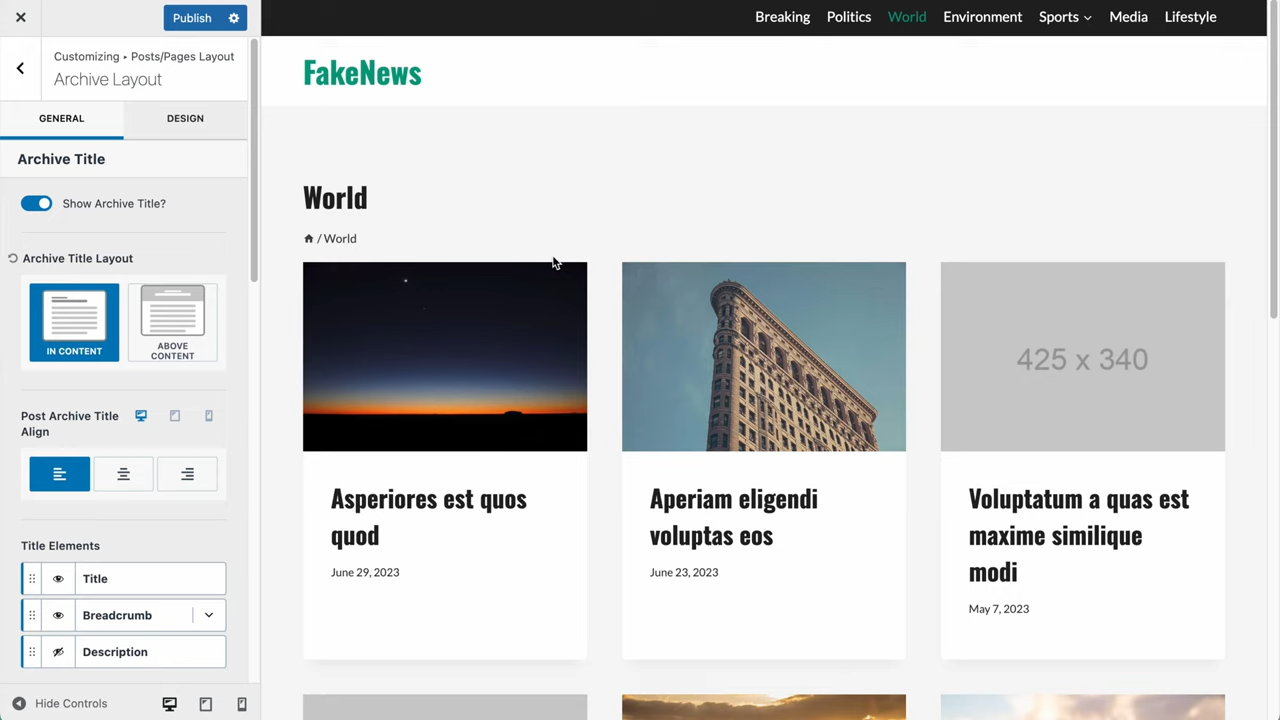 Publish
Customizing • Posts/Pages Layout
Archive Layout
GENERAL
DESIGN
Archive Title
Show Archive Title?
Archive Title Layout
IN CONTENT
ABOVE
CONTENT
Post Archive Title
Align
Title Elements
Title
Breadcrumb
Description
Hide Controls
Breaking Politics World Environment Sports Media Lifestyle
FakeNews
World
/ World
425 x 340
Asperiores est quos
quod
June 29, 2023
Aperiam eligendi
voluptas eos
June 23, 2023
Voluptatum a quas est
maxime similique
modi
May 7, 2023